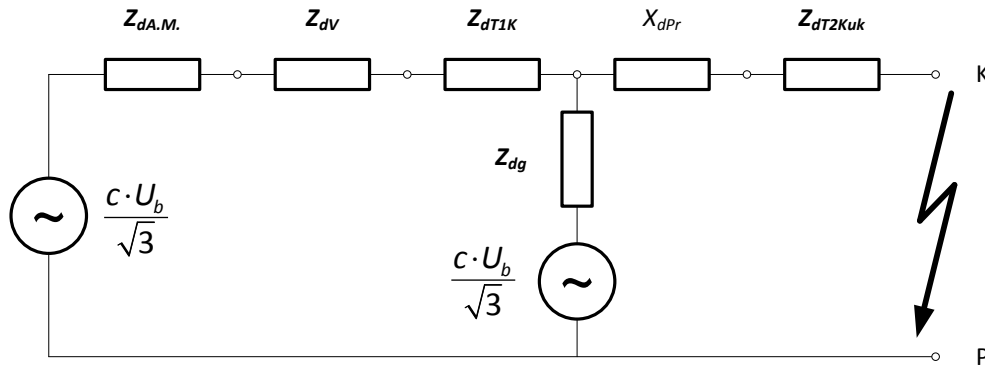 Z_dA.M. Z_dV Z_dT1K X_dPr Z_dT2Kuk
K
Z_dg
~ c·U_b/√3
~ c·U_b/√3
P